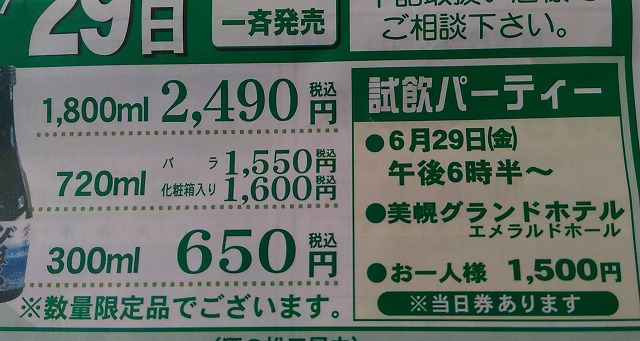 29日
一斉発売
ご相談下さい。
1,800ml 2,490円 税込
720ml バラ 1,550円 税込
化粧箱入り 1,600円 税込
300ml 650円 税込
※数量限定品でございます。
試飲パーティー
●6月29日(金)
午後6時半～
●美幌グランドホテル
エメラルドホール
●お一人様 1,500円
※当日券あります